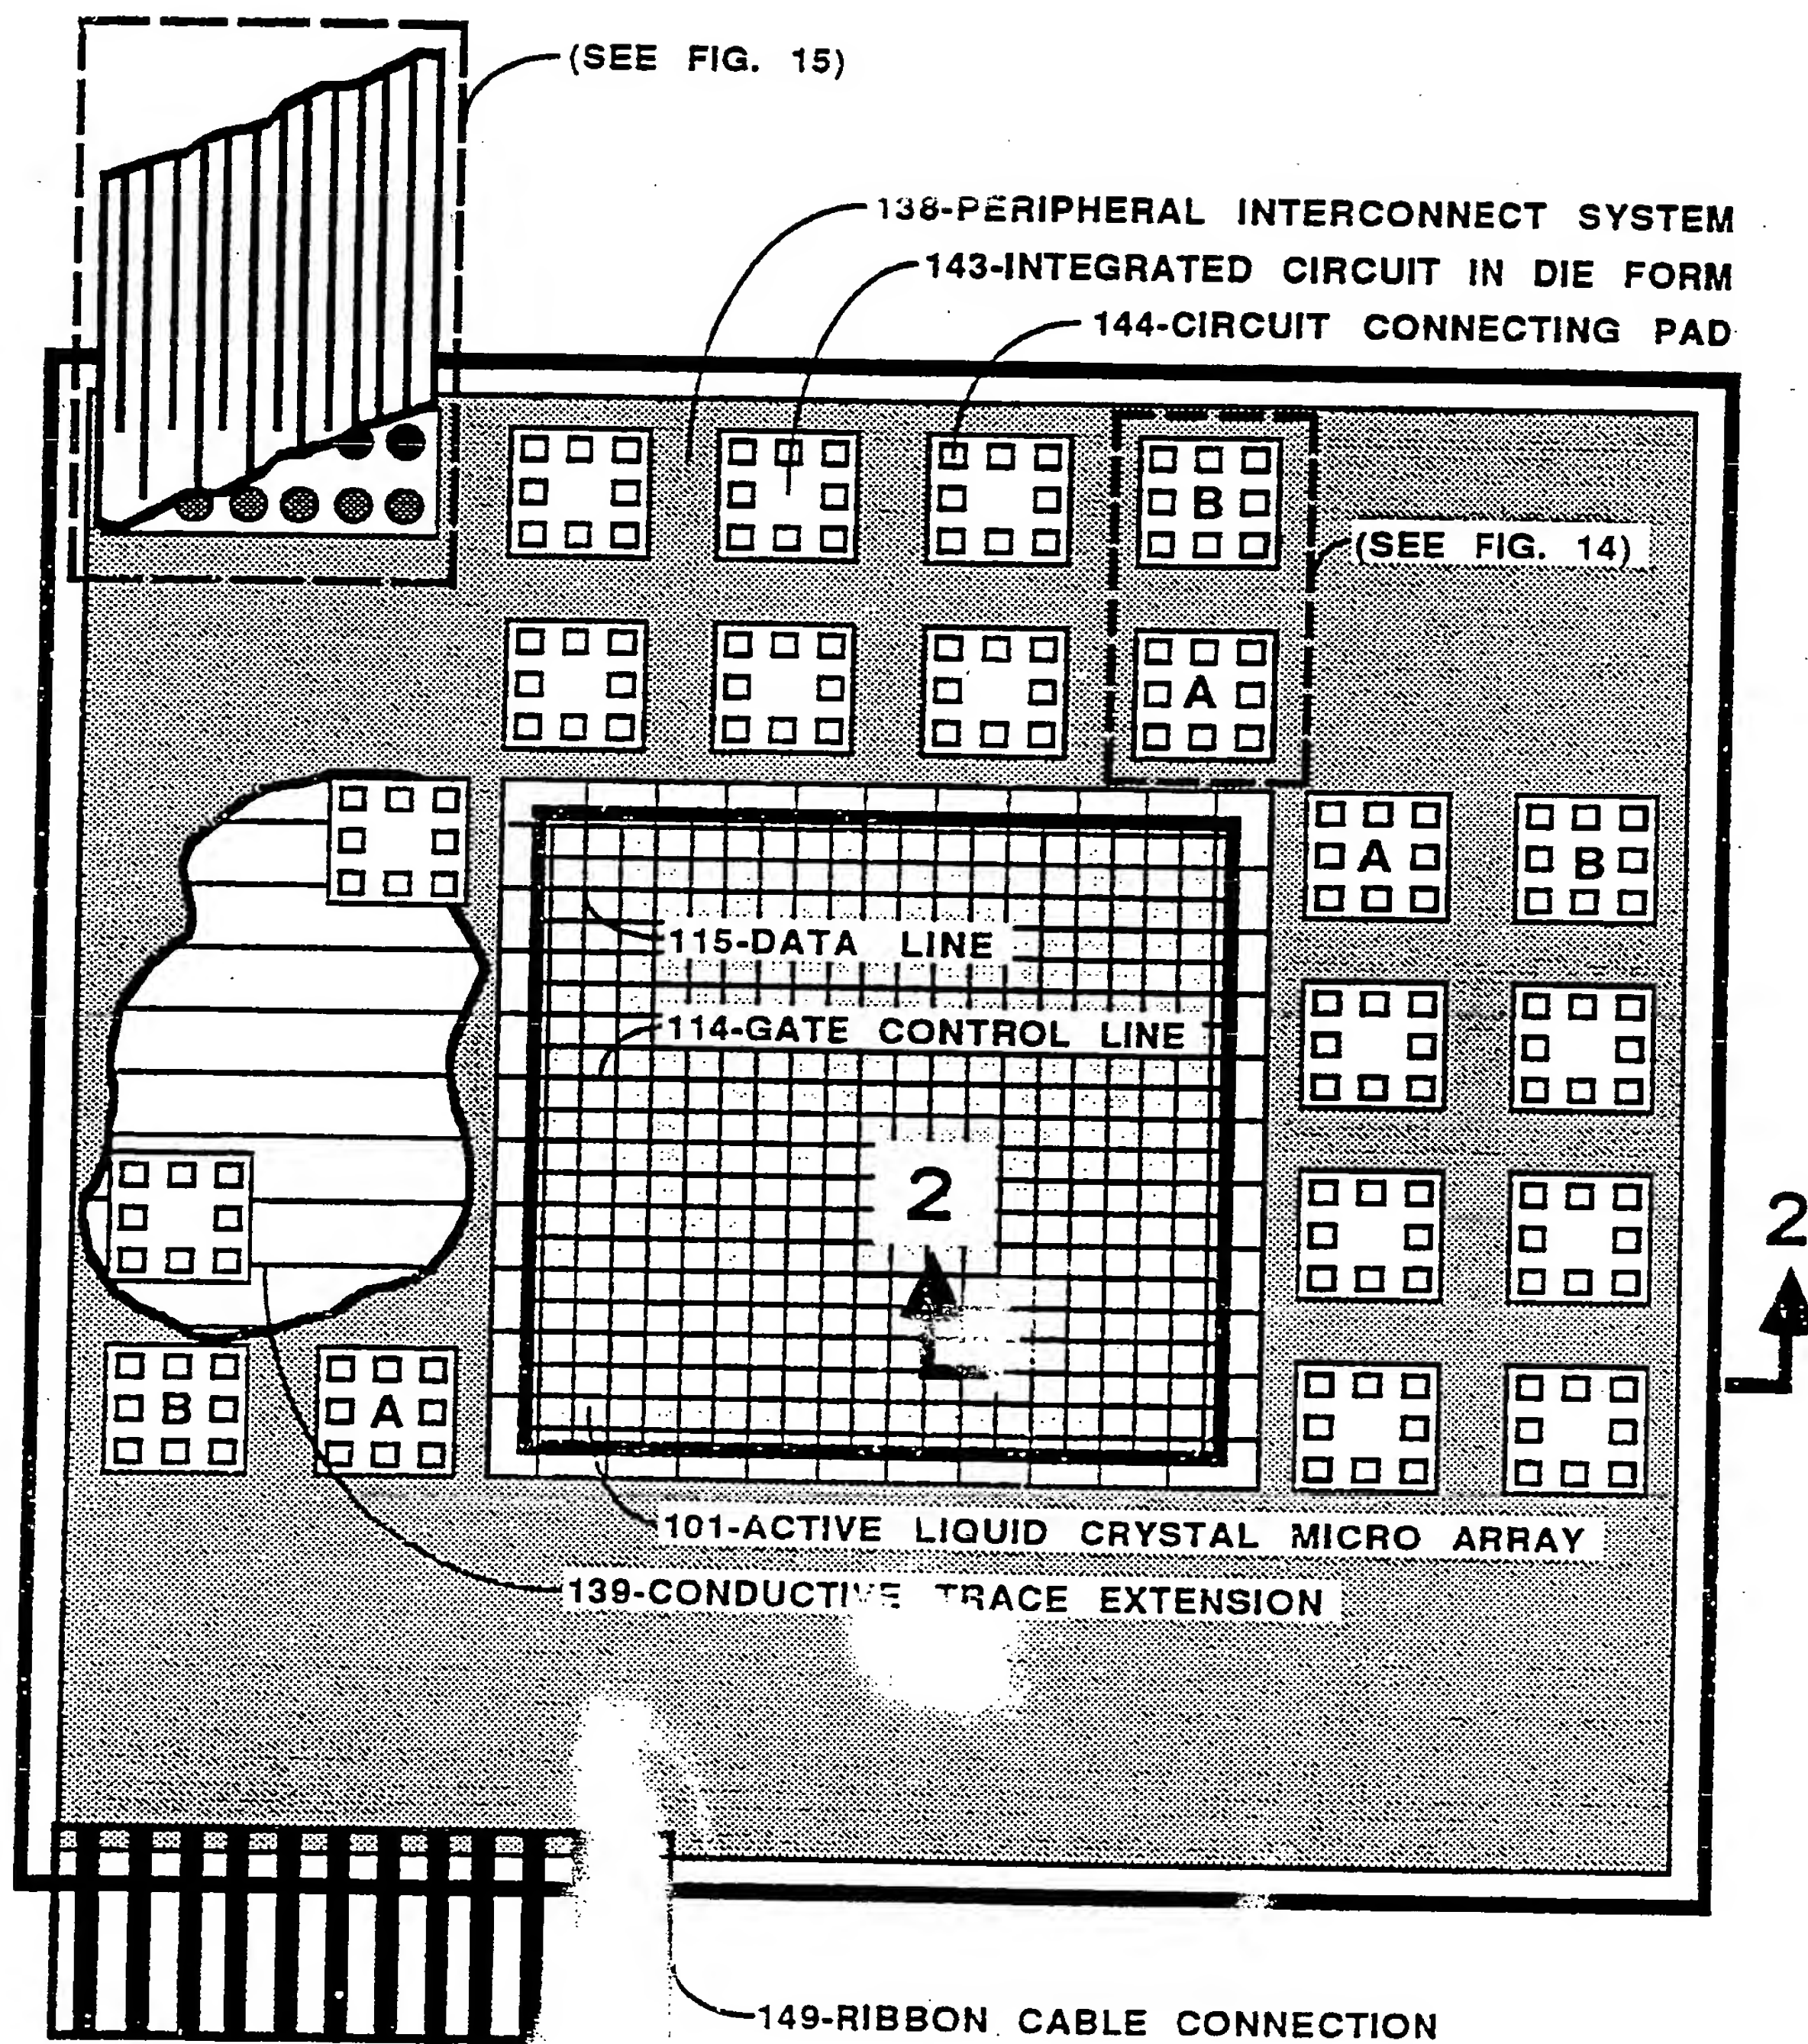 (SEE FIG. 15)
138-PERIPHERAL INTERCONNECT SYSTEM
143-INTEGRATED CIRCUIT IN DIE FORM
144-CIRCUIT CONNECTING PAD
B
(SEE FIG. 14)
A
A B
115-DATA LINE
114-GATE CONTROL LINE
2
2
B A
101-ACTIVE LIQUID CRYSTAL MICRO ARRAY
139-CONDUCTIVE TRACE EXTENSION
149-RIBBON CABLE CONNECTION